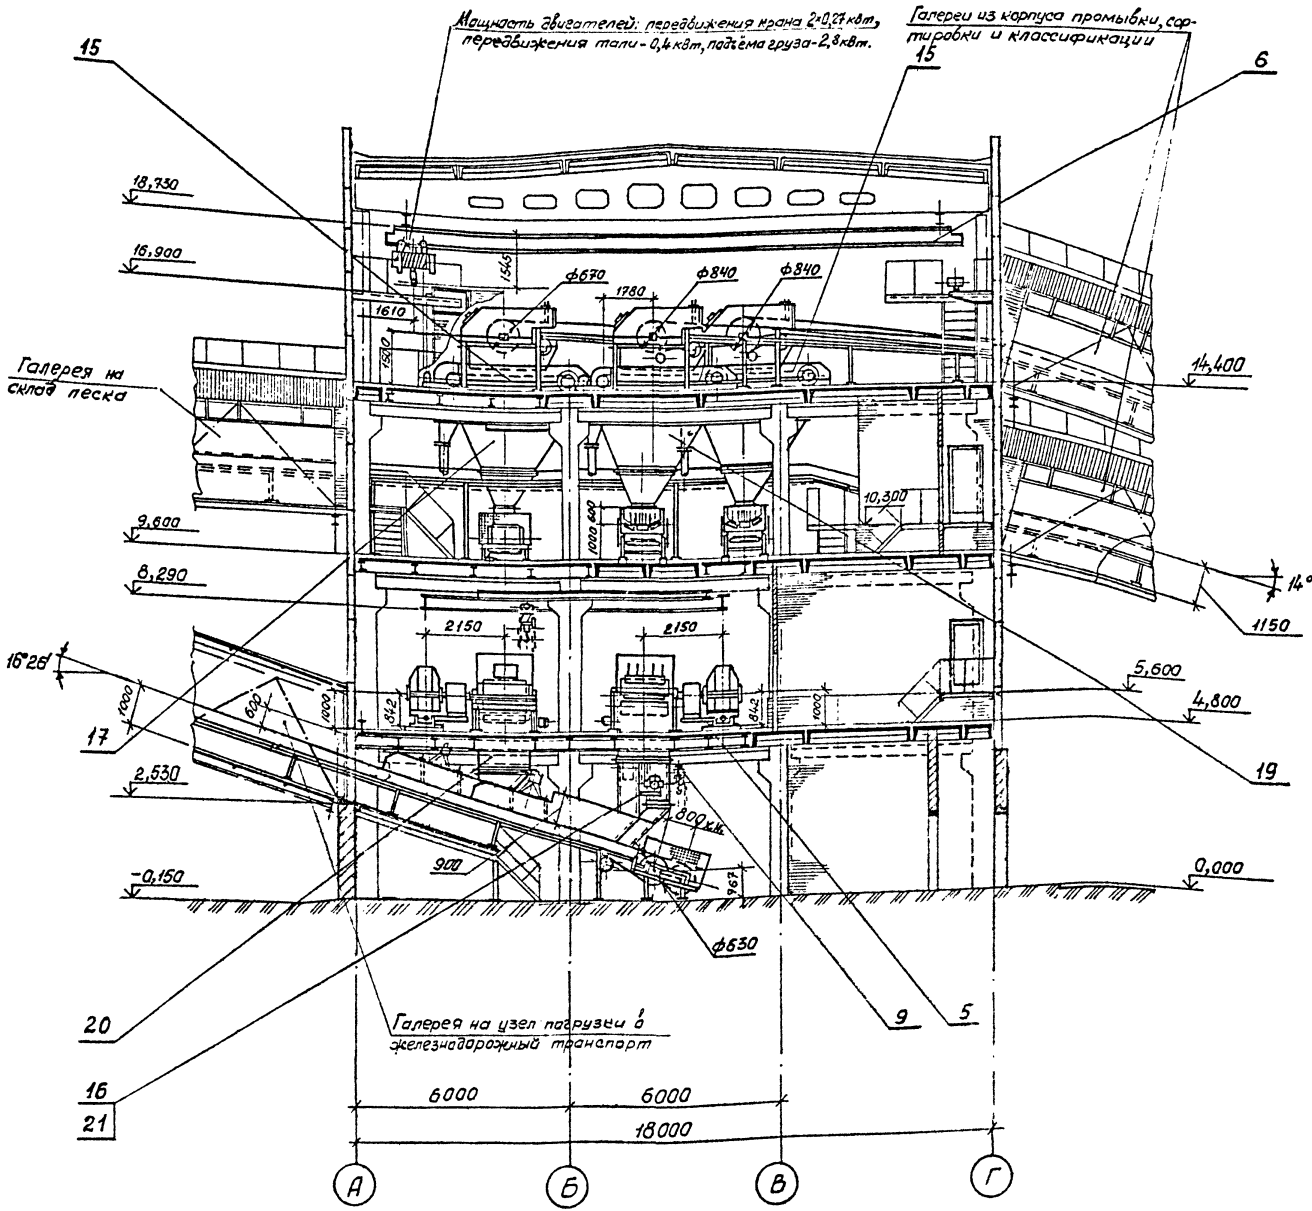 Мощность двигателей: передвижения крана 2×0,27 квт,
передвижения тали-0,4 квт, подъёма груза-2,8 квт.
Галереи из корпуса промывки, сор-
тировки и классификации
15
15
6
18,730
16,900
1545
ф670
1780
ф840
ф840
1610
1500
14,400
Галерея на
склад песка
10,300
1000
600
9,600
8,290
14°
1150
2150
2150
16°26'
5,600
4,800
1000
600
1000
842
842
1000
17
19
2,530
800
900
967
-0,150
0,000
ф630
20
9
5
Галерея на узел погрузки в
железнодорожный транспорт
16
21
6000
6000
18000
А
Б
В
Г